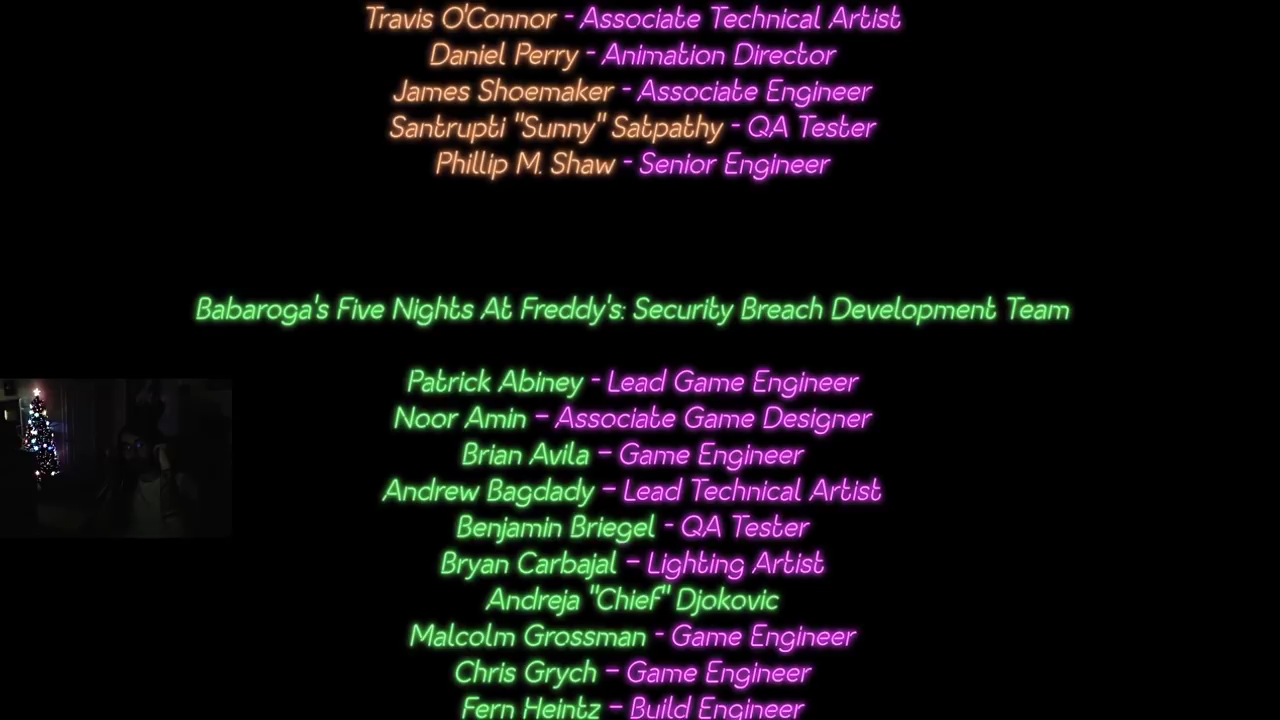 Travis O'Connor - Associate Technical Artist
Daniel Perry - Animation Director
James Shoemaker - Associate Engineer
Santrupti "Sunny" Satpathy - QA Tester
Phillip M. Shaw - Senior Engineer
Babaroga's Five Nights At Freddy's: Security Breach Development Team
Patrick Abiney - Lead Game Engineer
Noor Amin – Associate Game Designer
Brian Avila – Game Engineer
Andrew Bagdady – Lead Technical Artist
Benjamin Briegel - QA Tester
Bryan Carbajal – Lighting Artist
Andreja "Chief" Djokovic
Malcolm Grossman - Game Engineer
Chris Grych – Game Engineer
Fern Heintz – Build Engineer